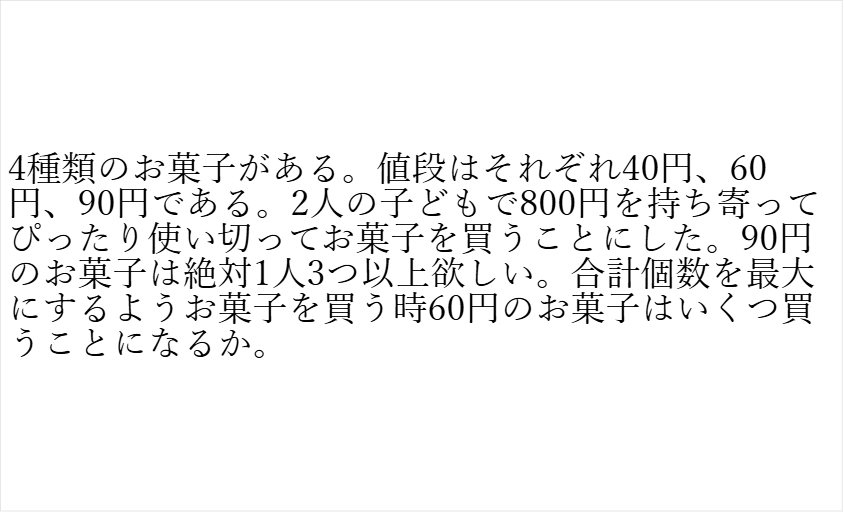 4種類のお菓子がある。値段はそれぞれ40円、60
円、90円である。2人の子どもで800円を持ち寄って
ぴったり使い切ってお菓子を買うことにした。90円
のお菓子は絶対1人3つ以上欲しい。合計個数を最大
にするようお菓子を買う時60円のお菓子はいくつ買
うことになるか。